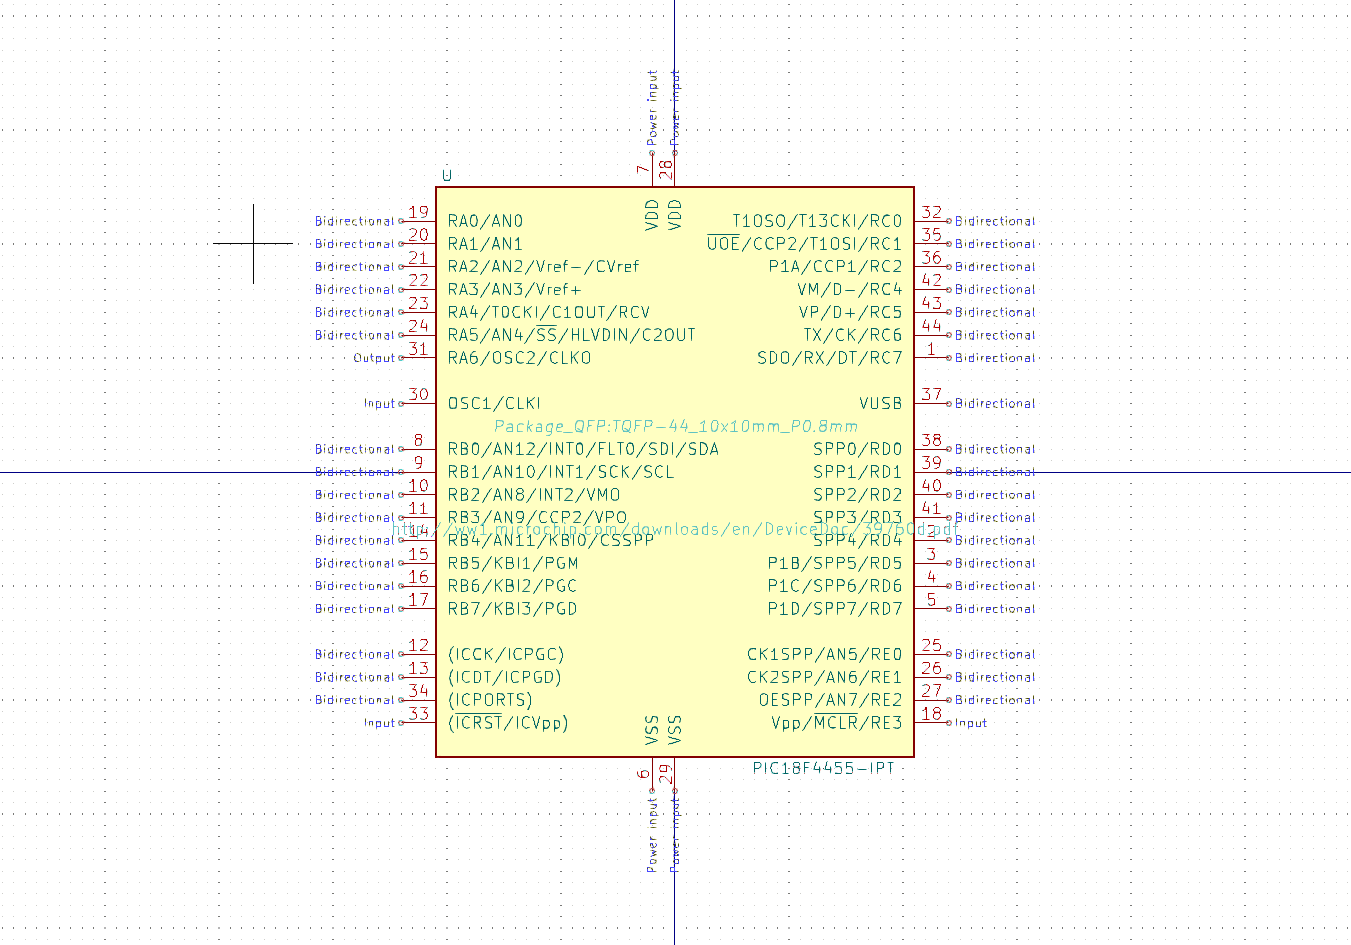 Power input Power input
7 28
U
VDD VDD
Bidirectional 19 RA0/AN0 T1OSO/T13CKI/RC0 32 Bidirectional
Bidirectional 20 RA1/AN1 UOE/CCP2/T1OSI/RC1 35 Bidirectional
Bidirectional 21 RA2/AN2/Vref-/CVref P1A/CCP1/RC2 36 Bidirectional
Bidirectional 22 RA3/AN3/Vref+ VM/D-/RC4 42 Bidirectional
Bidirectional 23 RA4/T0CKI/C1OUT/RCV VP/D+/RC5 43 Bidirectional
Bidirectional 24 RA5/AN4/SS/HLVDIN/C2OUT TX/CK/RC6 44 Bidirectional
Output 31 RA6/OSC2/CLKO SDO/RX/DT/RC7 1 Bidirectional
Input 30 OSC1/CLKI VUSB 37 Bidirectional
Package_QFP:TQFP-44_10x10mm_P0.8mm
Bidirectional 8 RB0/AN12/INT0/FLT0/SDI/SDA SPP0/RD0 38 Bidirectional
Bidirectional 9 RB1/AN10/INT1/SCK/SCL SPP1/RD1 39 Bidirectional
Bidirectional 10 RB2/AN8/INT2/VMO SPP2/RD2 40 Bidirectional
Bidirectional 11 RB3/AN9/CCP2/VPO SPP3/RD3 41 Bidirectional
http://ww1.microchip.com/downloads/en/DeviceDoc/39760d.pdf
Bidirectional 14 RB4/AN11/KBI0/CSSPP SPP4/RD4 2 Bidirectional
Bidirectional 15 RB5/KBI1/PGM P1B/SPP5/RD5 3 Bidirectional
Bidirectional 16 RB6/KBI2/PGC P1C/SPP6/RD6 4 Bidirectional
Bidirectional 17 RB7/KBI3/PGD P1D/SPP7/RD7 5 Bidirectional
Bidirectional 12 (ICCK/ICPGC) CK1SPP/AN5/RE0 25 Bidirectional
Bidirectional 13 (ICDT/ICPGD) CK2SPP/AN6/RE1 26 Bidirectional
Bidirectional 34 (ICPORTS) OESPP/AN7/RE2 27 Bidirectional
Input 33 (ICRST/ICVpp) Vpp/MCLR/RE3 18 Input
VSS VSS
PIC18F4455-IPT
6 29
Power input Power input